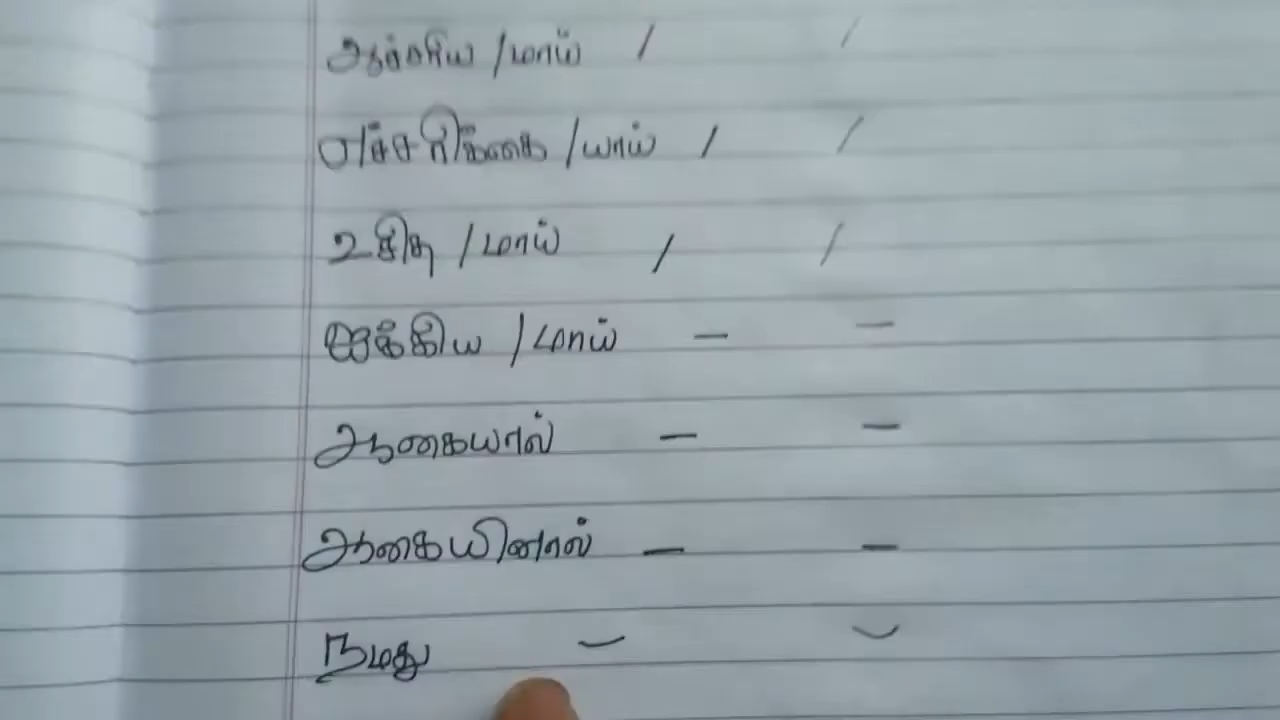 ஆச்சரிய /மாய் / /
எச்சரிக்கை /யாய் / /
உசித /மாய் / /
ஐக்கிய /மாய் — —
ஆகையால் — —
ஆகையினால் — —
நமது